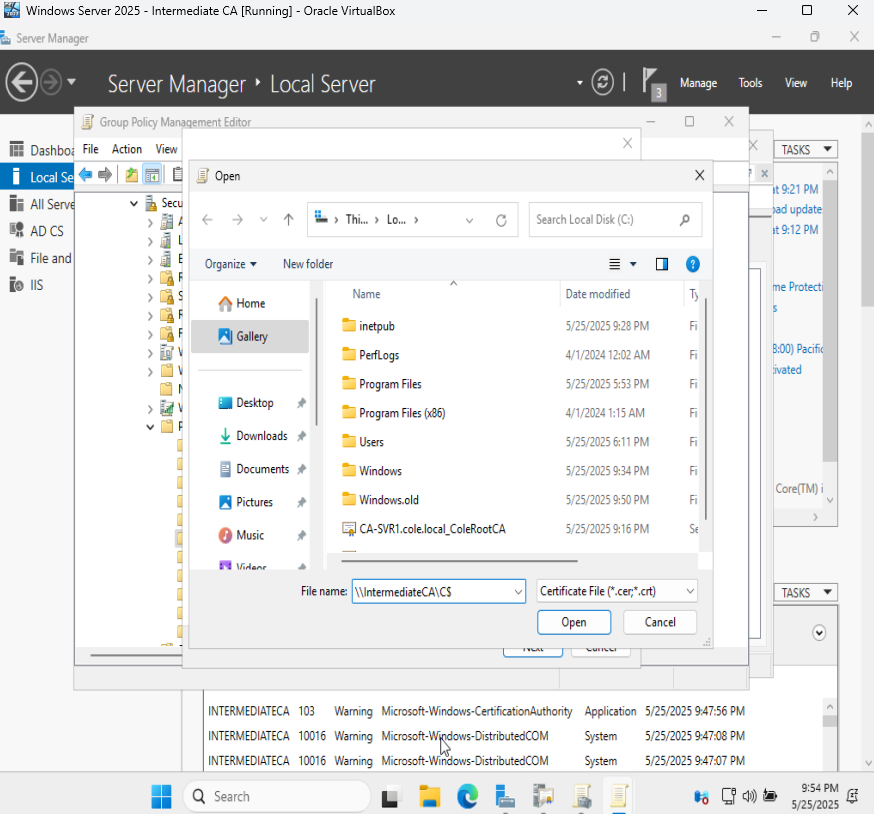 Windows Server 2025 - Intermediate CA [Running] - Oracle VirtualBox
Server Manager
Server Manager ‣ Local Server
3
Manage Tools View Help
Group Policy Management Editor
File Action View
Dashboa
Local Se
All Serve
AD CS
File and
IIS
Secu
TASKS
at 9:21 PM
oad update
at 9:12 PM
me Protecti
s
8:00) Pacific
ivated
Core(TM) i
TASKS
Open
Thi... › Lo... ›
Search Local Disk (C:)
Organize New folder
Home
Gallery
Desktop
Downloads
Documents
Pictures
Music
Videos
Name Date modified Ty
inetpub 5/25/2025 9:28 PM Fi
PerfLogs 4/1/2024 12:02 AM Fi
Program Files 5/25/2025 5:53 PM Fi
Program Files (x86) 4/1/2024 1:15 AM Fi
Users 5/25/2025 6:11 PM Fi
Windows 5/25/2025 9:34 PM Fi
Windows.old 5/25/2025 9:50 PM Fi
CA-SVR1.cole.local_ColeRootCA 5/25/2025 9:16 PM Se
File name: \\IntermediateCA\C$ Certificate File (*.cer;*.crt)
Open Cancel
Next Cancel
INTERMEDIATECA 103 Warning Microsoft-Windows-CertificationAuthority Application 5/25/2025 9:47:56 PM
INTERMEDIATECA 10016 Warning Microsoft-Windows-DistributedCOM System 5/25/2025 9:47:08 PM
INTERMEDIATECA 10016 Warning Microsoft-Windows-DistributedCOM System 5/25/2025 9:47:07 PM
Search
9:54 PM
5/25/2025